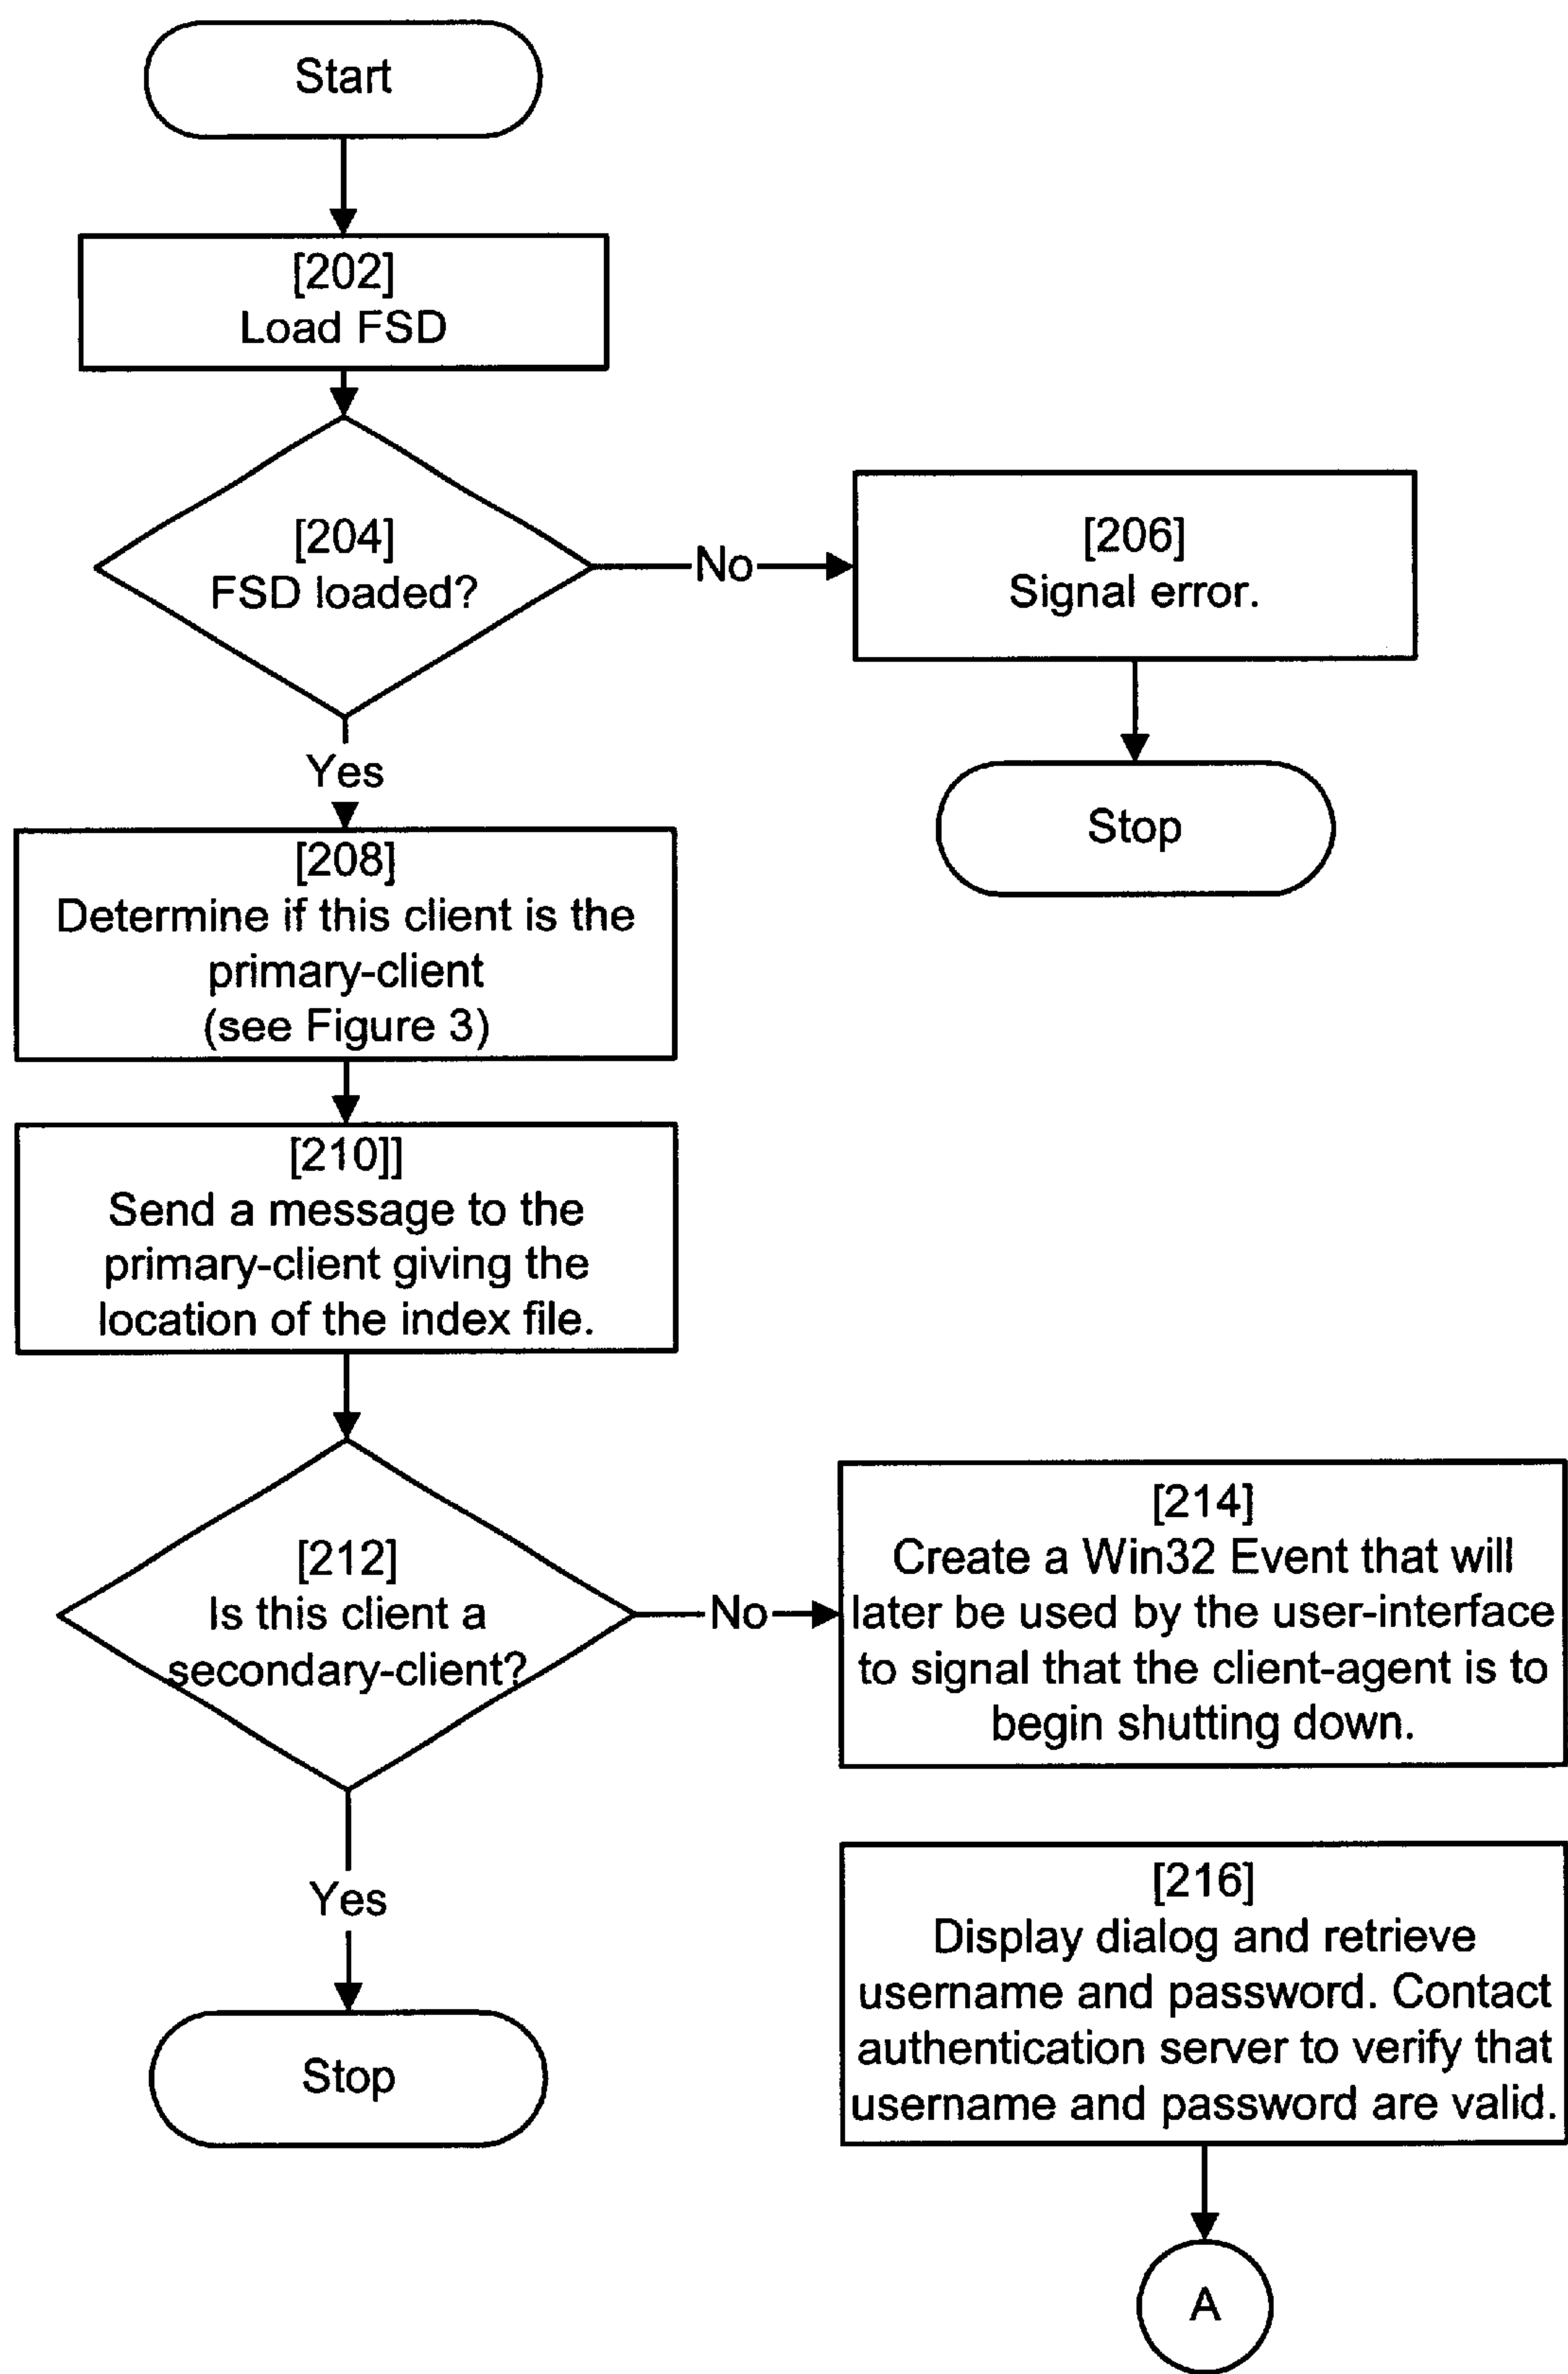 Start
[202]
Load FSD
[204]
FSD loaded?
No
[206]
Signal error.
Stop
Yes
[208]
Determine if this client is the
primary-client
(see Figure 3)
[210]]
Send a message to the
primary-client giving the
location of the index file.
[212]
Is this client a
secondary-client?
No
[214]
Create a Win32 Event that will
later be used by the user-interface
to signal that the client-agent is to
begin shutting down.
Yes
Stop
[216]
Display dialog and retrieve
username and password. Contact
authentication server to verify that
username and password are valid.
A